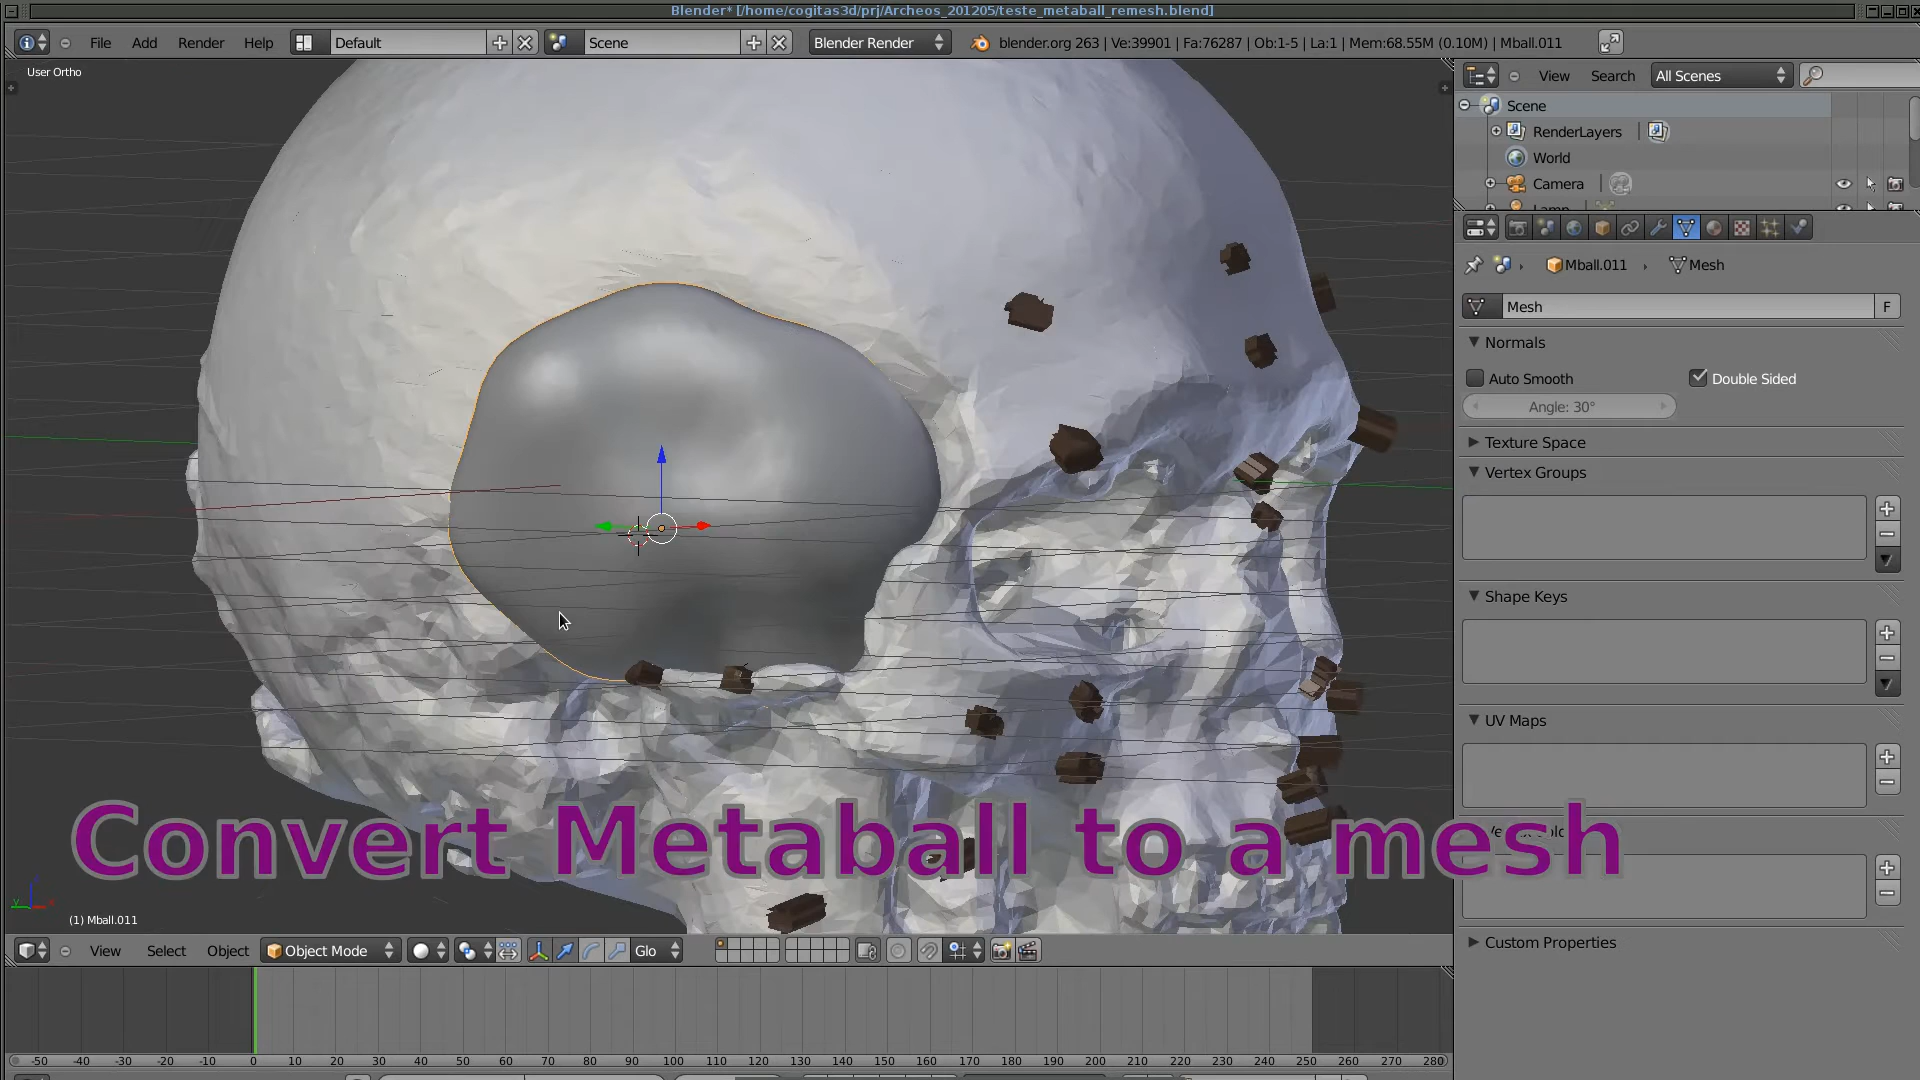 Blender* [/home/cogitas3d/prj/Archeos_201205/teste_metaball_remesh.blend]
File Add Render Help Default Scene Blender Render blender.org 263 | Ve:39901 | Fa:76287 | Ob:1-5 | La:1 | Mem:68.55M (0.10M) | Mball.011
User Ortho
View Search All Scenes
Scene
RenderLayers
World
Camera
Lamp
Mball.011 Mesh
Mesh F
Normals
Auto Smooth Double Sided
Angle: 30°
Texture Space
Vertex Groups
Shape Keys
UV Maps
Convert Metaball to a mesh
Custom Properties
(1) Mball.011
View Select Object Object Mode Glo
-50 -40 -30 -20 -10 0 10 20 30 40 50 60 70 80 90 100 110 120 130 140 150 160 170 180 190 200 210 220 230 240 250 260 270 280